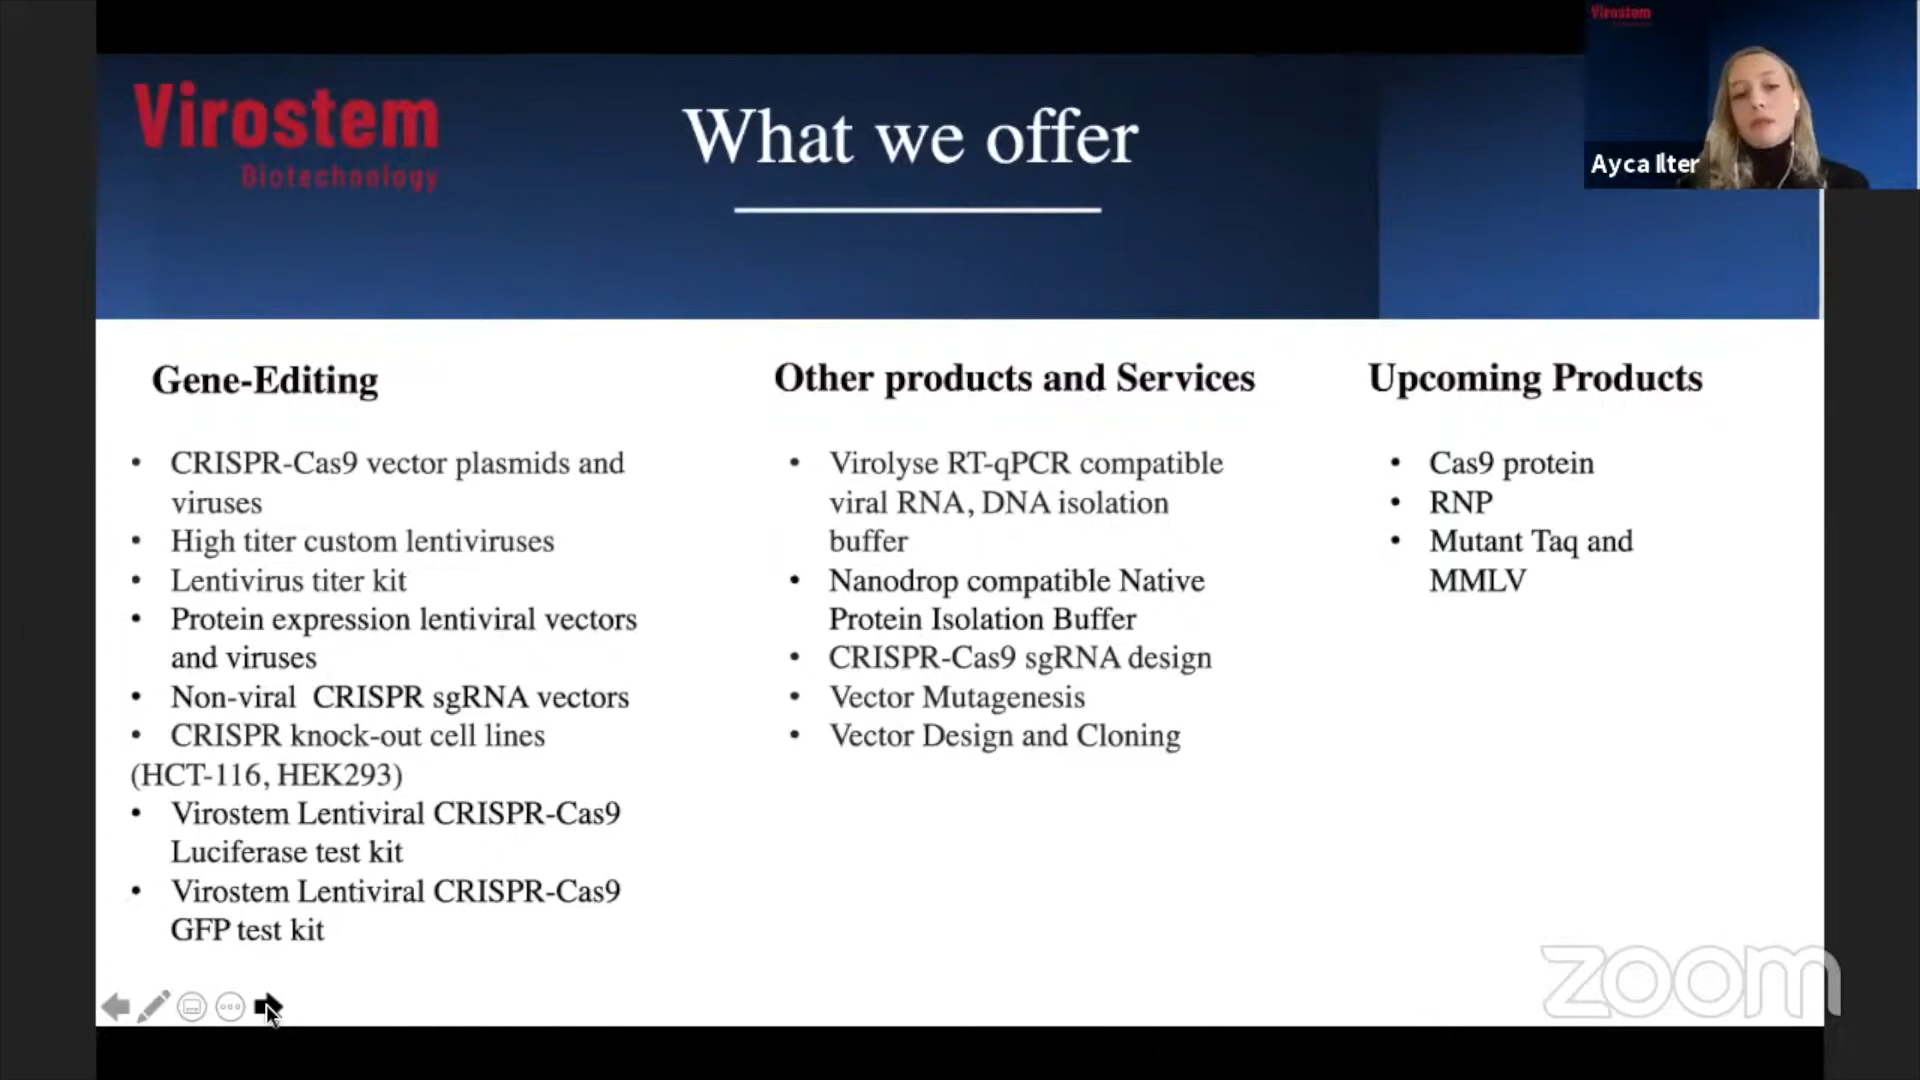 Virostem
Biotechnology
What we offer
Virostem
Ayca Ilter
Gene-Editing
• CRISPR-Cas9 vector plasmids and
viruses
• High titer custom lentiviruses
• Lentivirus titer kit
• Protein expression lentiviral vectors
and viruses
• Non-viral CRISPR sgRNA vectors
• CRISPR knock-out cell lines
(HCT-116, HEK293)
• Virostem Lentiviral CRISPR-Cas9
Luciferase test kit
• Virostem Lentiviral CRISPR-Cas9
GFP test kit
Other products and Services
• Virolyse RT-qPCR compatible
viral RNA, DNA isolation
buffer
• Nanodrop compatible Native
Protein Isolation Buffer
• CRISPR-Cas9 sgRNA design
• Vector Mutagenesis
• Vector Design and Cloning
Upcoming Products
• Cas9 protein
• RNP
• Mutant Taq and
MMLV
zoom